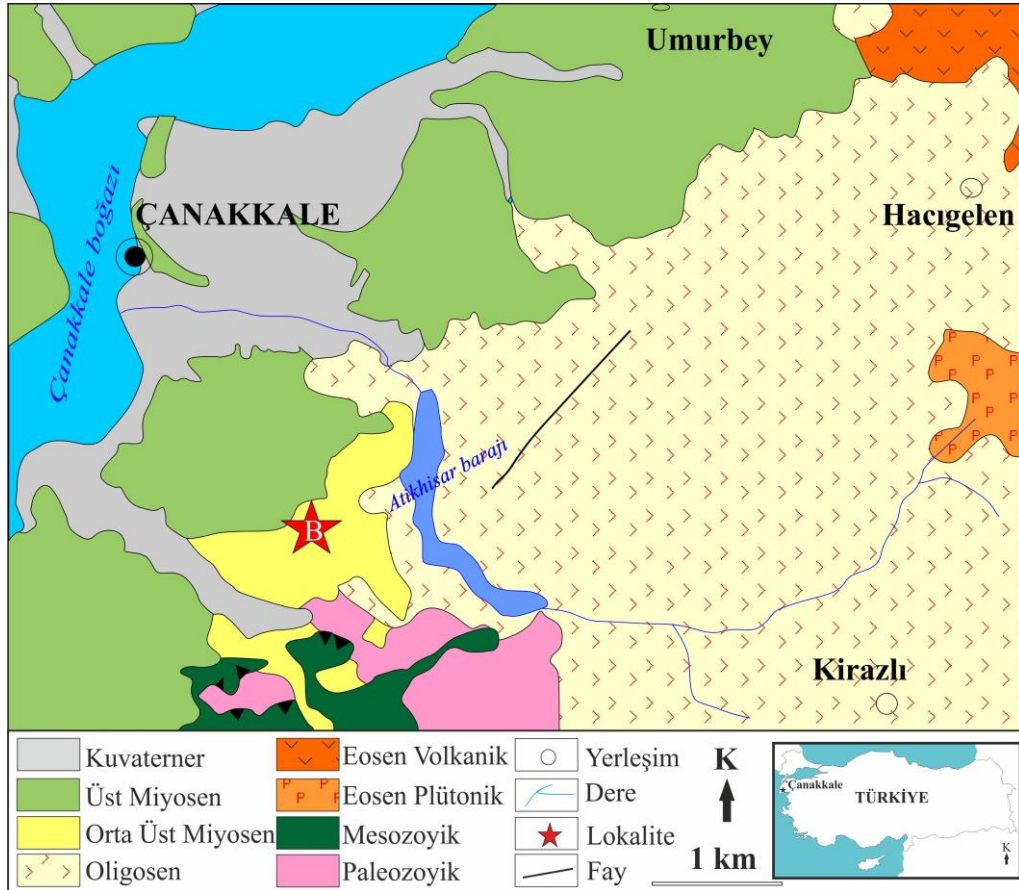 Umurbey
ÇANAKKALE
Hacıgelen
Çanakkale boğazı
Atikhisar barajı
B
Kirazlı
Kuvaterner
Üst Miyosen
Orta Üst Miyosen
Oligosen
Eosen Volkanik
P Eosen Plütonik
Mesozoyik
Paleozoyik
Yerleşim
Dere
Lokalite
Fay
K
1 km
Çanakkale
TÜRKİYE
K